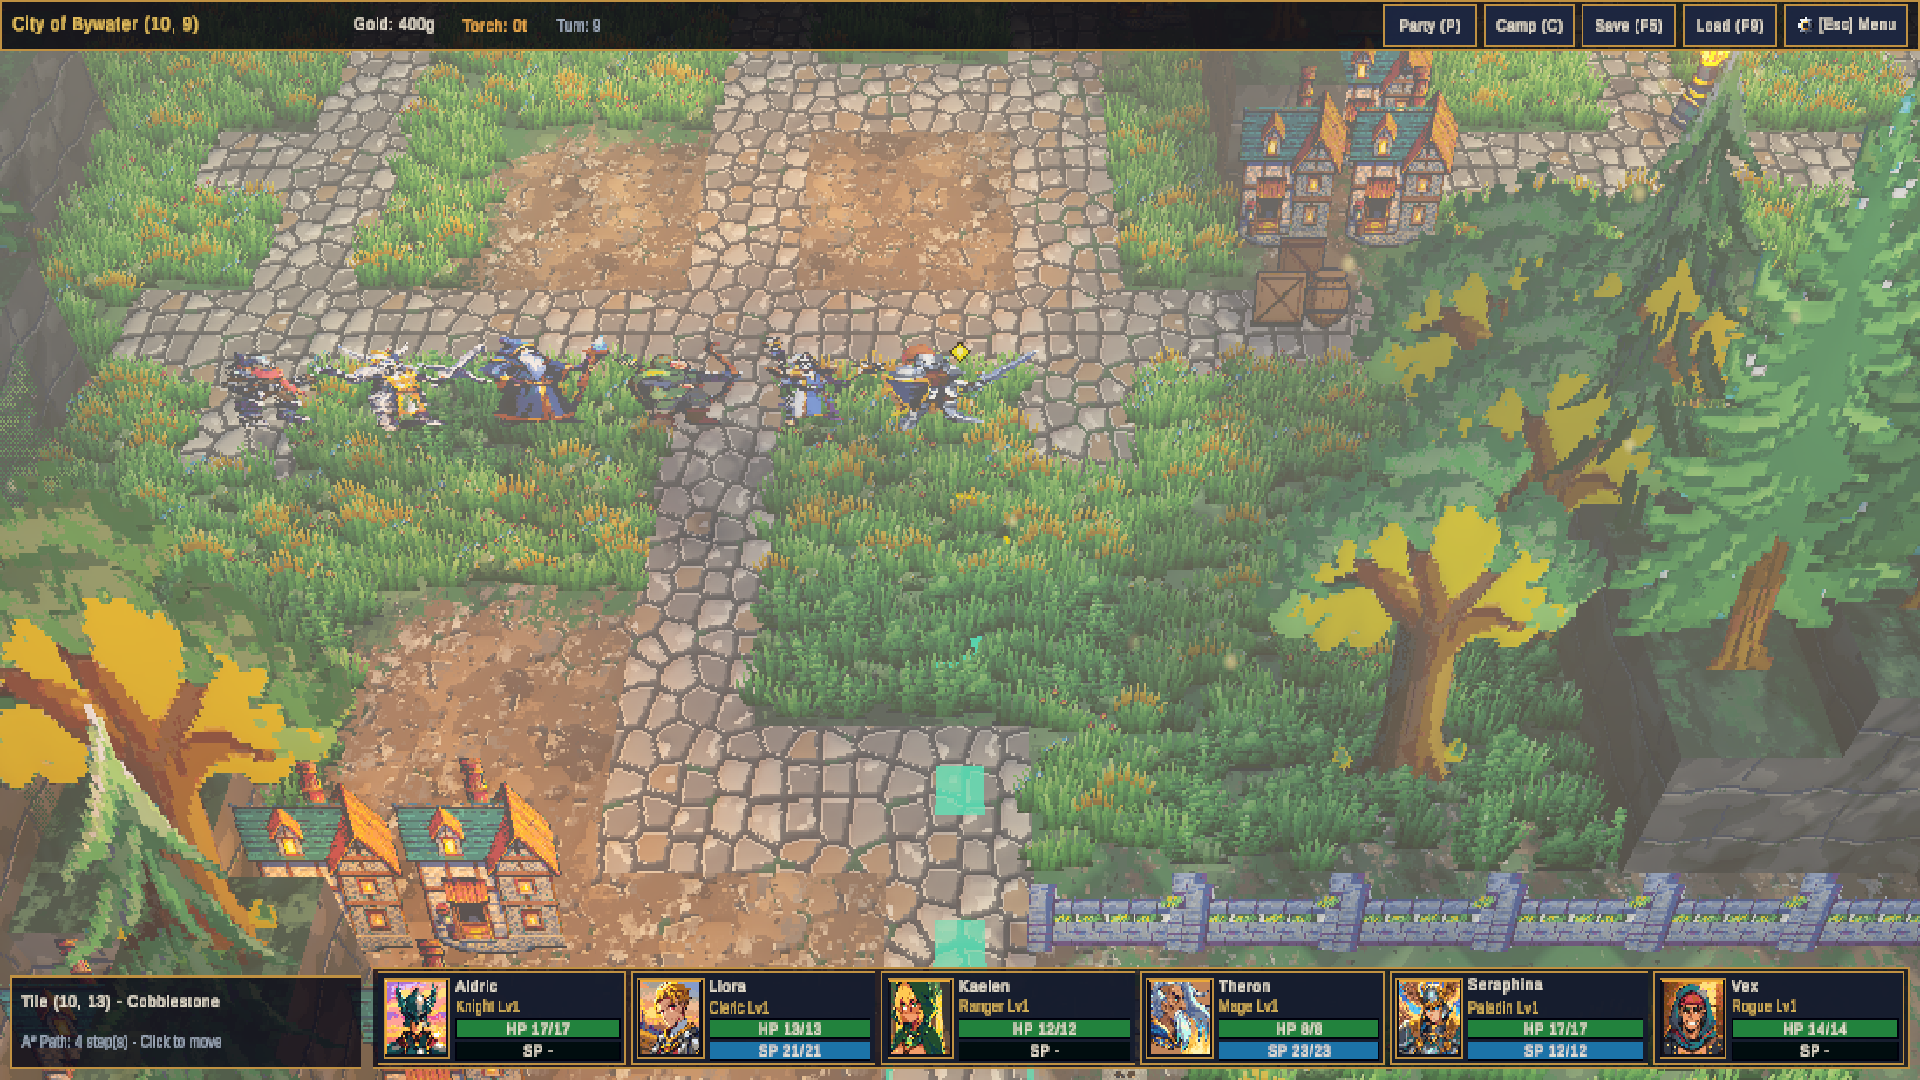 City of Bywater (10, 9)
Gold: 400g
Torch: 0t
Turn: 9
Party (P)
Camp (C)
Save (F5)
Load (F9)
[Esc] Menu
Tile (10, 13) - Cobblestone
A* Path: 4 step(s) - Click to move
Aldric
Knight Lv1
HP 17/17
SP -
Liora
Cleric Lv1
HP 13/13
SP 21/21
Kaelen
Ranger Lv1
HP 12/12
SP -
Theron
Mage Lv1
HP 8/8
SP 23/23
Seraphina
Paladin Lv1
HP 17/17
SP 12/12
Vex
Rogue Lv1
HP 14/14
SP -